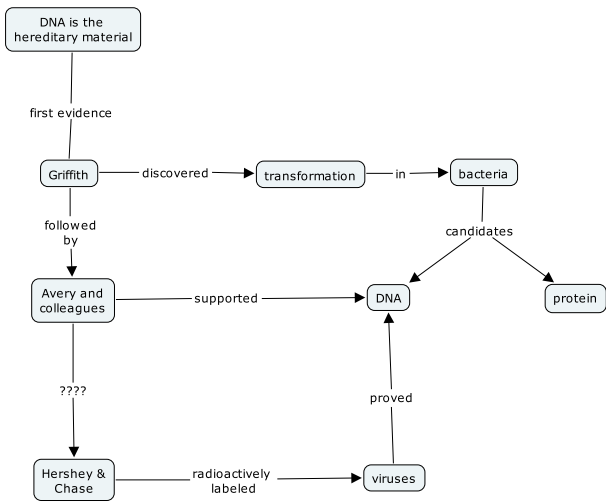 DNA is the
hereditary material
first evidence
Griffith
discovered
transformation
in
bacteria
followed
by
candidates
Avery and
colleagues
supported
DNA
protein
????
proved
Hershey &
Chase
radioactively
labeled
viruses